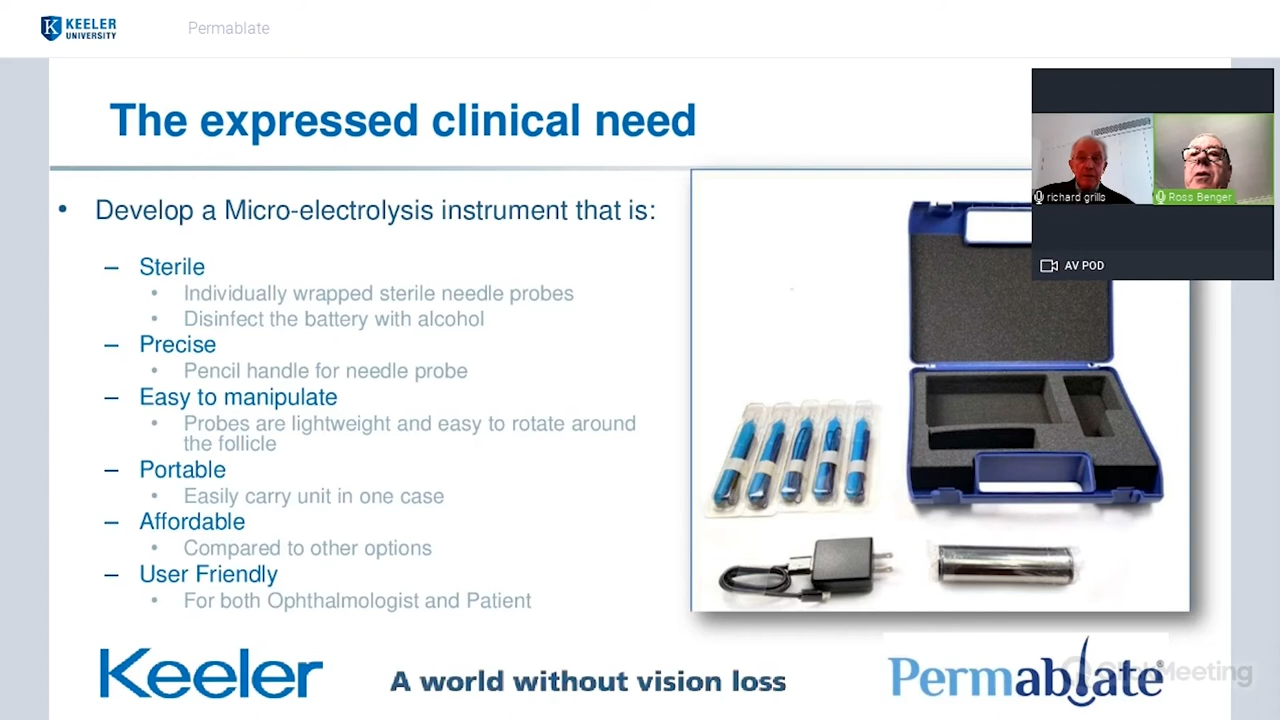 KEELER
UNIVERSITY
Permablate
The expressed clinical need
• Develop a Micro-electrolysis instrument that is:
– Sterile
• Individually wrapped sterile needle probes
• Disinfect the battery with alcohol
– Precise
• Pencil handle for needle probe
– Easy to manipulate
• Probes are lightweight and easy to rotate around
the follicle
– Portable
• Easily carry unit in one case
– Affordable
• Compared to other options
– User Friendly
• For both Ophthalmologist and Patient
richard grills
Ross Benger
AV POD
Keeler
A world without vision loss
Permablate®
ClickMeeting